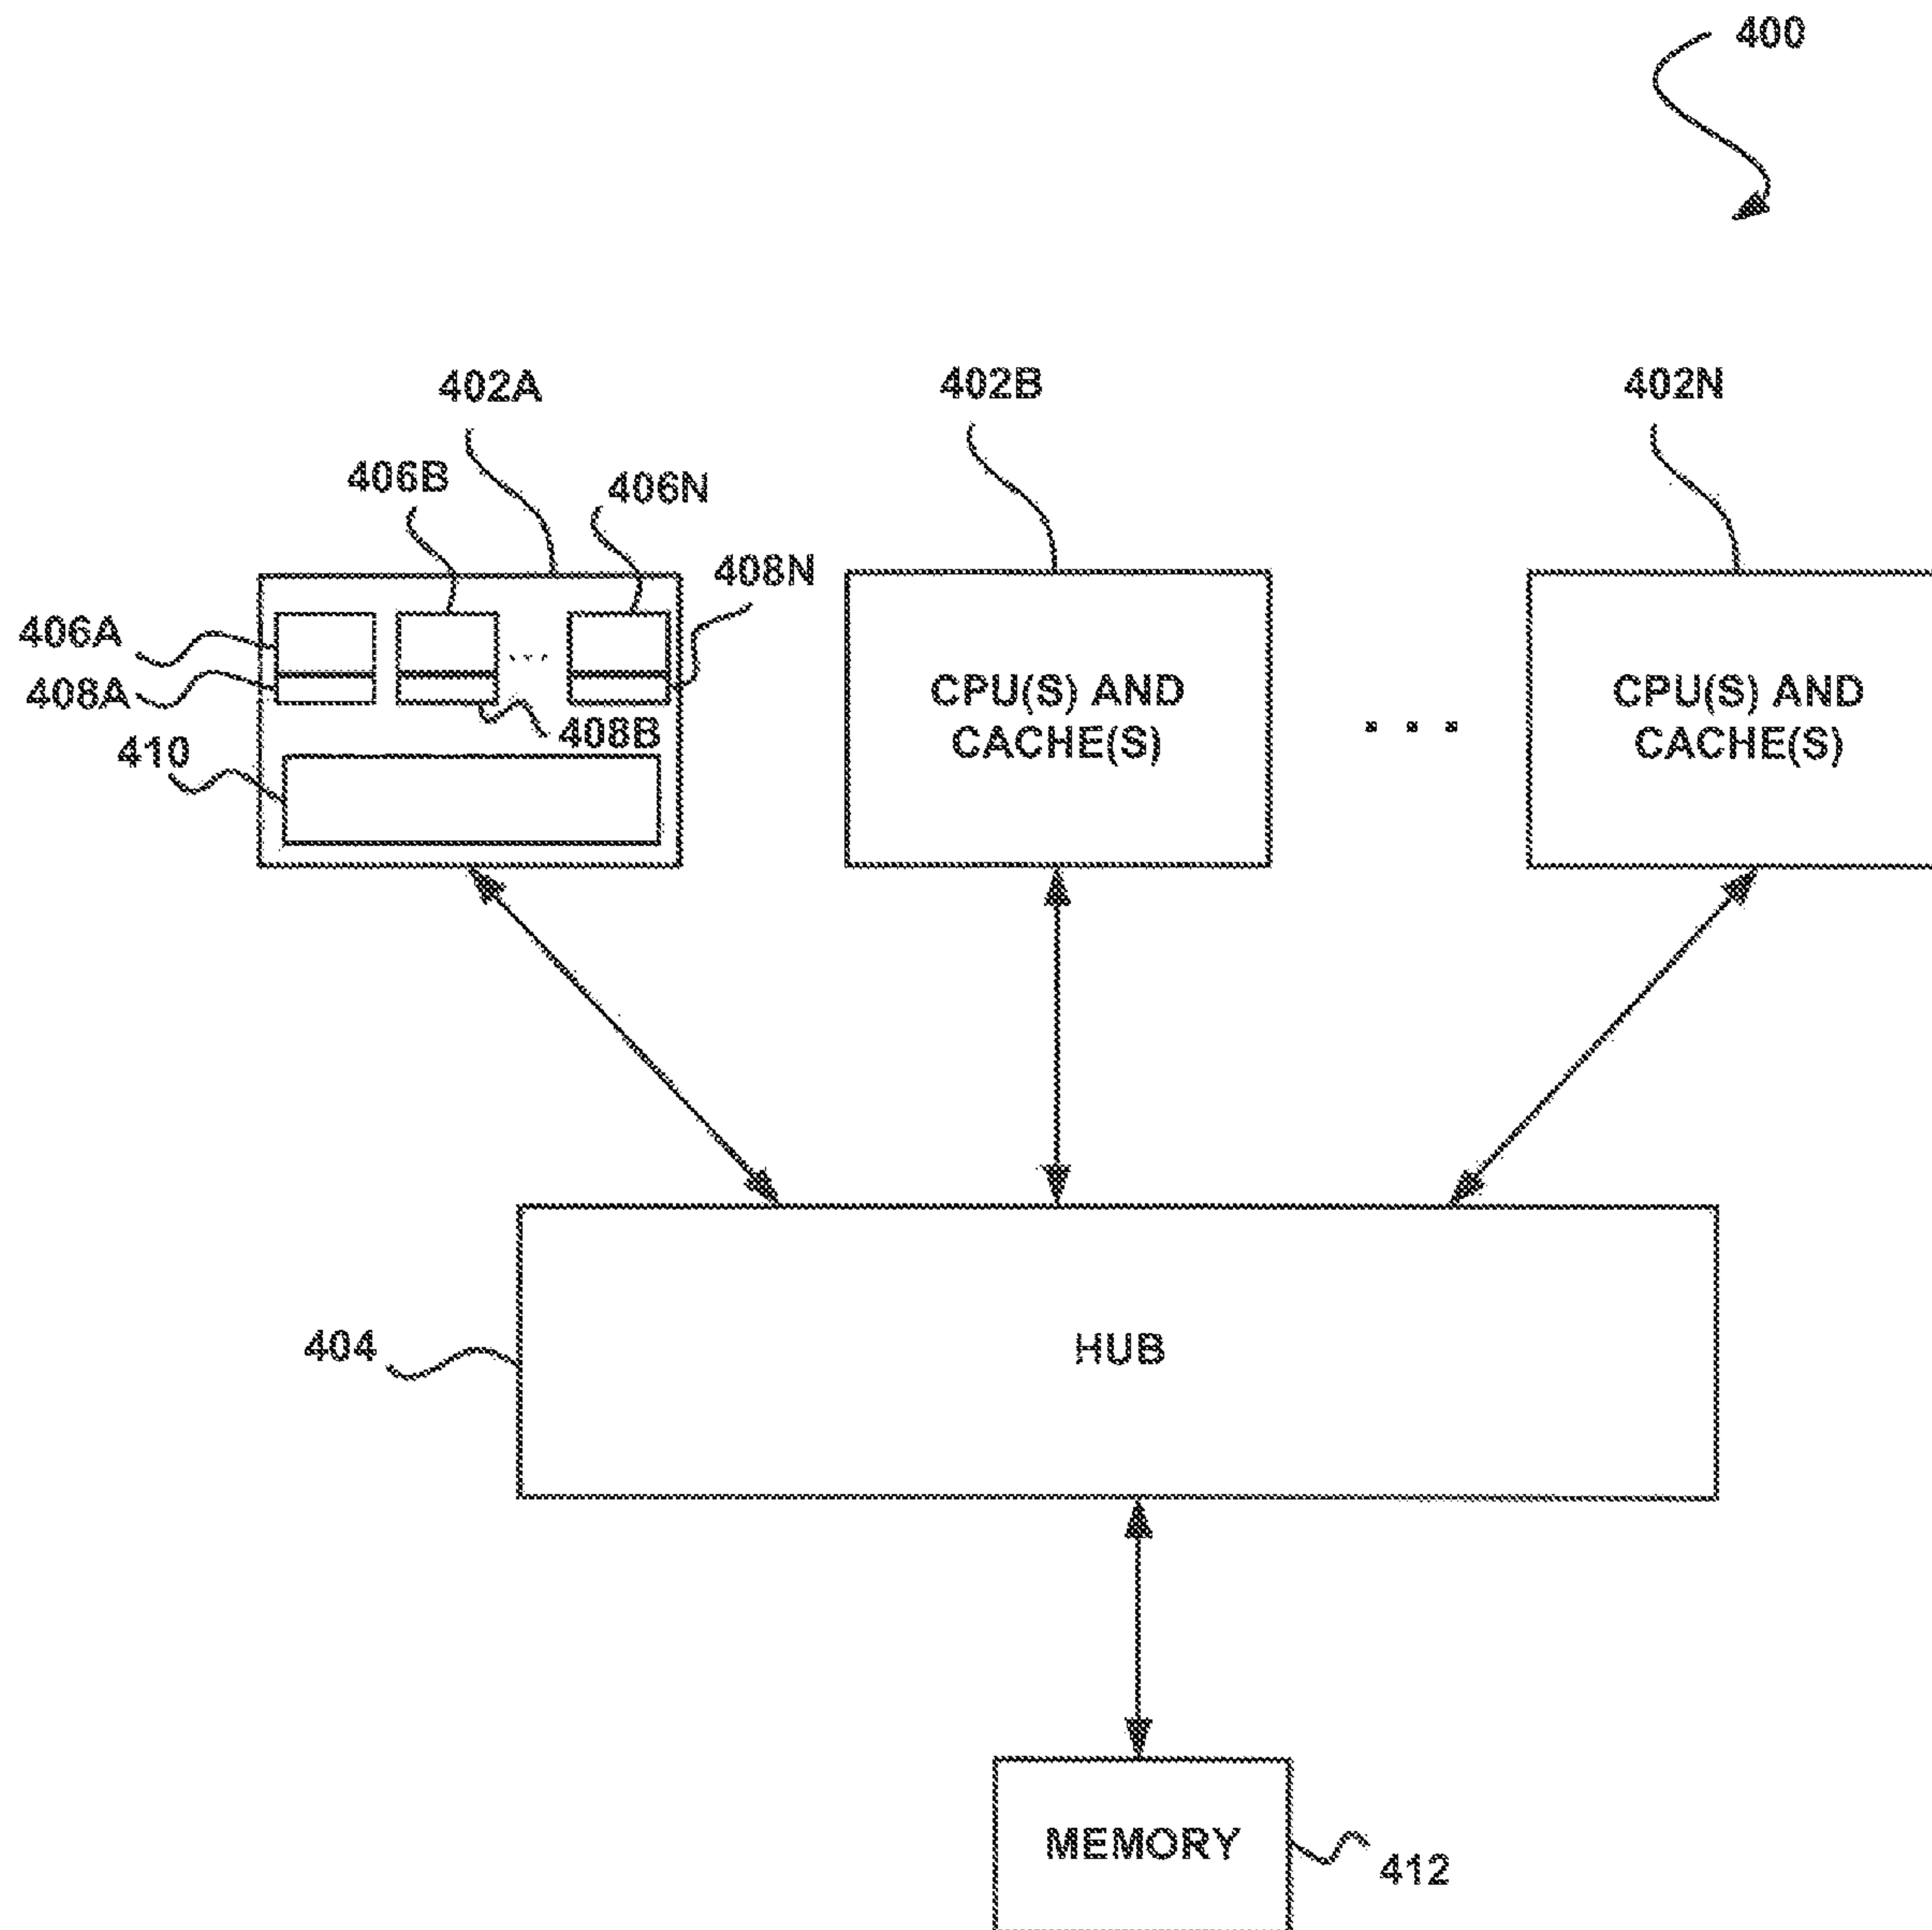 400
402A
402B
402N
406B
406N
408N
406A
408A
408B
410
CPU(S) AND
CACHE(S)
. . .
CPU(S) AND
CACHE(S)
404
HUB
MEMORY
412